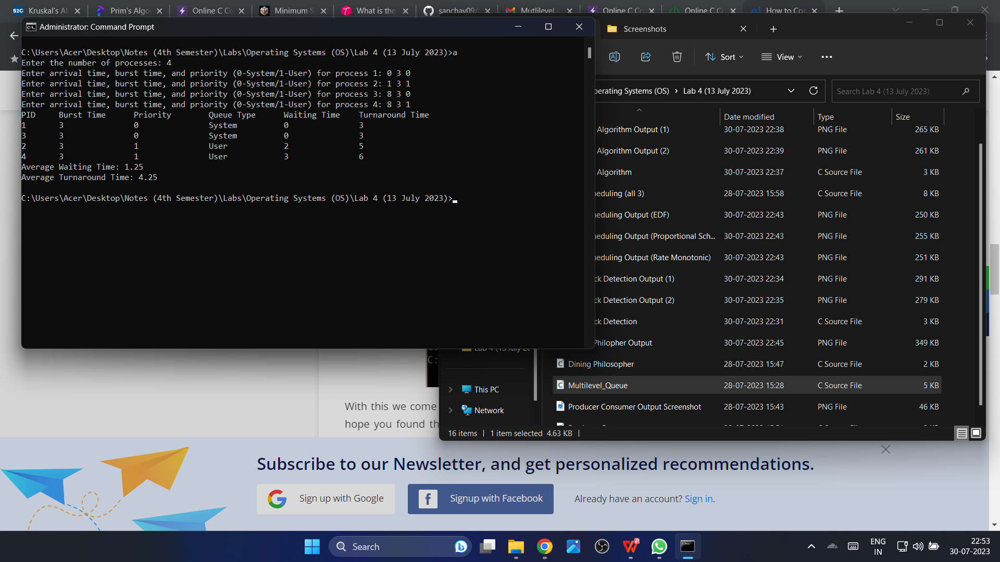 Kruskal's Al
Prim's Algor
Online C Co
Minimum S
What is the
sanchay09/
Mutlilevel -
Online C Co
Online C Cr
How to Cor
Administrator: Command Prompt
C:\Users\Acer\Desktop\Notes (4th Semester)\Labs\Operating Systems (OS)\Lab 4 (13 July 2023)>a
Enter the number of processes: 4
Enter arrival time, burst time, and priority (0-System/1-User) for process 1: 0 3 0
Enter arrival time, burst time, and priority (0-System/1-User) for process 2: 1 3 1
Enter arrival time, burst time, and priority (0-System/1-User) for process 3: 8 3 0
Enter arrival time, burst time, and priority (0-System/1-User) for process 4: 8 3 1
PID Burst Time Priority Queue Type Waiting Time Turnaround Time
1 3 0 System 0 3
3 3 0 System 0 3
2 3 1 User 2 5
4 3 1 User 3 6
Average Waiting Time: 1.25
Average Turnaround Time: 4.25
C:\Users\Acer\Desktop\Notes (4th Semester)\Labs\Operating Systems (OS)\Lab 4 (13 July 2023)>
Screenshots
Sort View
perating Systems (OS) > Lab 4 (13 July 2023)
Search Lab 4 (13 July 2023)
Date modified Type Size
Algorithm Output (1) 30-07-2023 22:38 PNG File 265 KB
Algorithm Output (2) 30-07-2023 22:39 PNG File 261 KB
Algorithm 30-07-2023 22:37 C Source File 3 KB
eduling (all 3) 28-07-2023 15:58 C Source File 8 KB
eduling Output (EDF) 30-07-2023 22:43 PNG File 250 KB
eduling Output (Proportional Sch... 30-07-2023 22:43 PNG File 255 KB
eduling Output (Rate Monotonic) 30-07-2023 22:43 PNG File 251 KB
ck Detection Output (1) 30-07-2023 22:34 PNG File 291 KB
ck Detection Output (2) 30-07-2023 22:35 PNG File 279 KB
ck Detection 30-07-2023 22:31 C Source File 3 KB
Philopher Output 30-07-2023 22:45 PNG File 349 KB
Dining Philosopher 28-07-2023 15:47 C Source File 2 KB
Multilevel_Queue 28-07-2023 15:28 C Source File 5 KB
Producer Consumer Output Screenshot 28-07-2023 15:43 PNG File 46 KB
Lab 4 (13 July 20
This PC
Network
16 items 1 item selected 4.63 KB
C:
With this we come
hope you found th
Subscribe to our Newsletter, and get personalized recommendations.
Sign up with Google
Signup with Facebook
Already have an account? Sign in.
Search
ENG
IN
22:53
30-07-2023